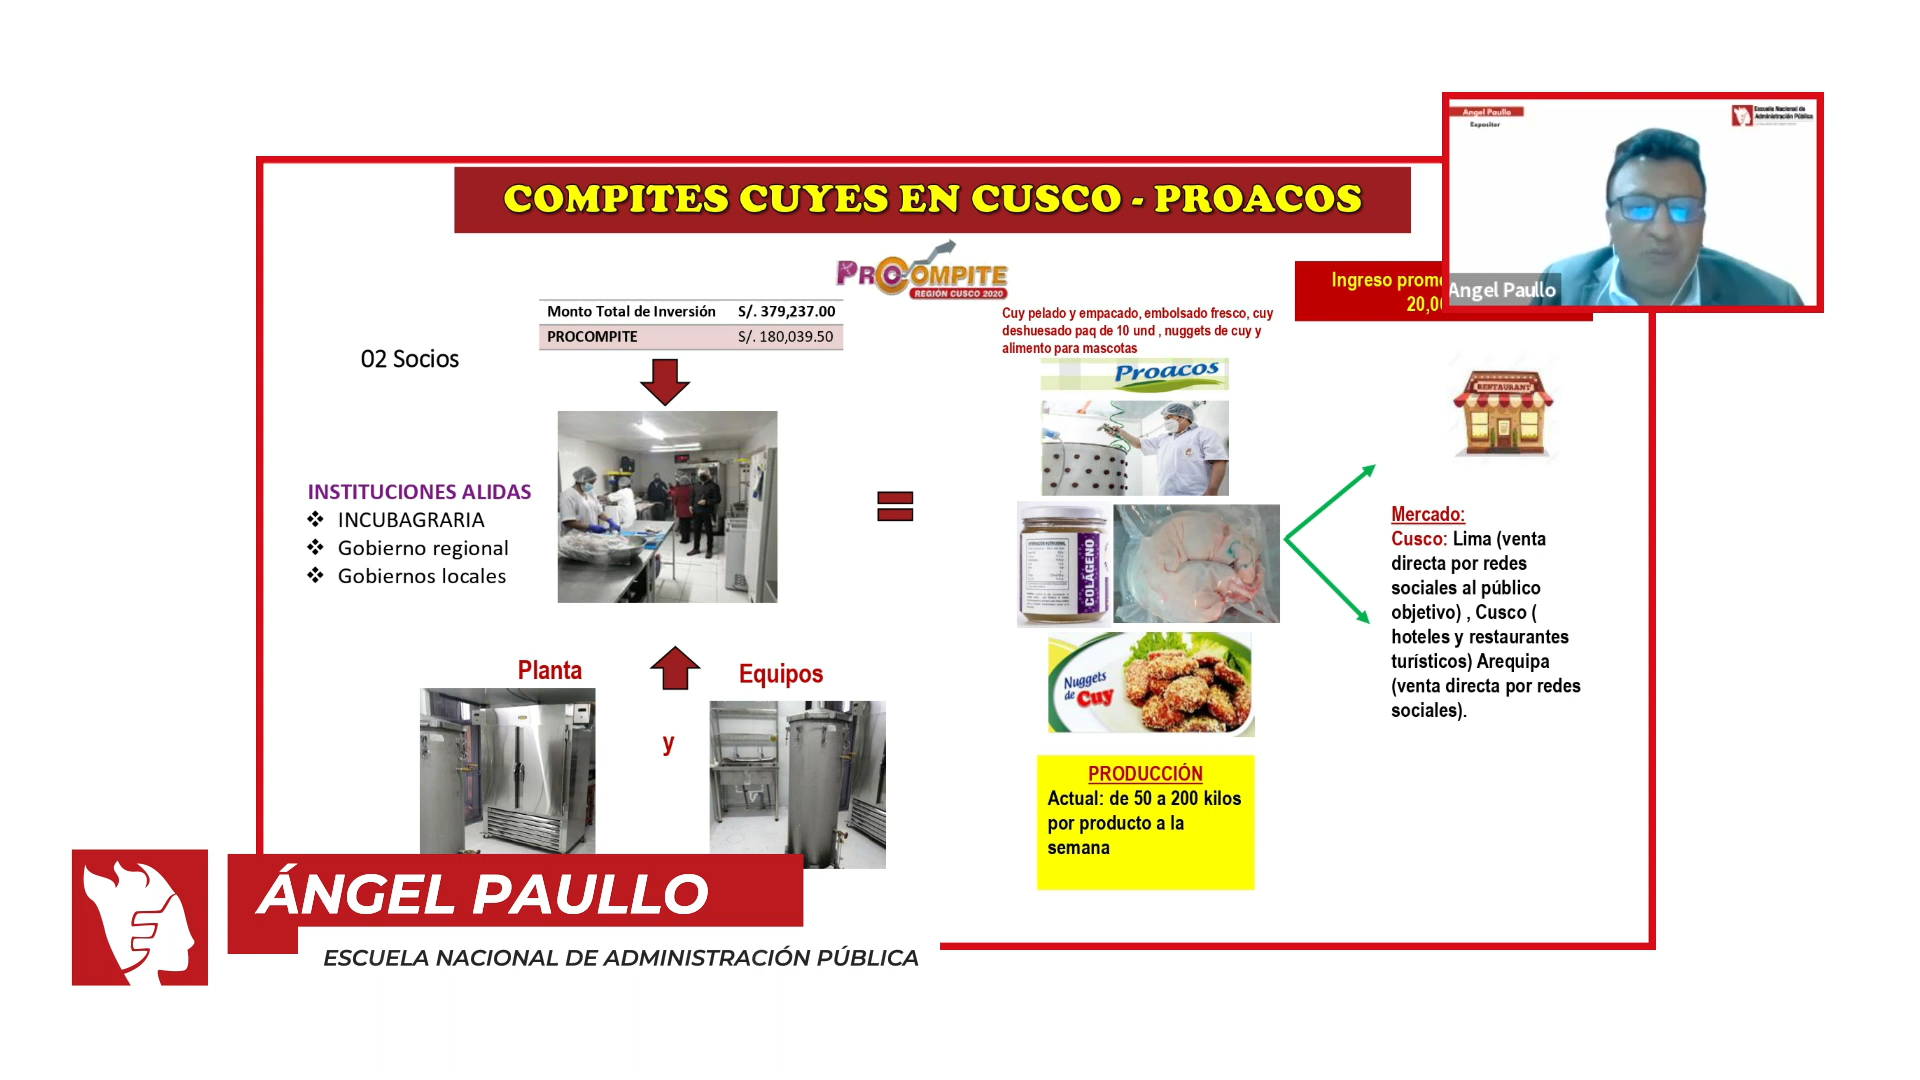 Angel Paullo
Expositor
Escuela Nacional de
Administración Pública
Angel Paullo
COMPITES CUYES EN CUSCO - PROACOS
PROCOMPITE
REGIÓN CUSCO 2020
Ingreso prome
20,00
Monto Total de Inversión S/. 379,237.00
PROCOMPITE S/. 180,039.50
02 Socios
Cuy pelado y empacado, embolsado fresco, cuy
deshuesado paq de 10 und , nuggets de cuy y
alimento para mascotas
Proacos
RESTAURANT
INSTITUCIONES ALIDAS
❖ INCUBAGRARIA
❖ Gobierno regional
❖ Gobiernos locales
=
COLÁGENO
Mercado:
Cusco: Lima (venta
directa por redes
sociales al público
objetivo) , Cusco (
hoteles y restaurantes
turísticos) Arequipa
(venta directa por redes
sociales).
Planta
y
Equipos
Nuggets
de Cuy
PRODUCCIÓN
Actual: de 50 a 200 kilos
por producto a la
semana
ÁNGEL PAULLO
ESCUELA NACIONAL DE ADMINISTRACIÓN PÚBLICA